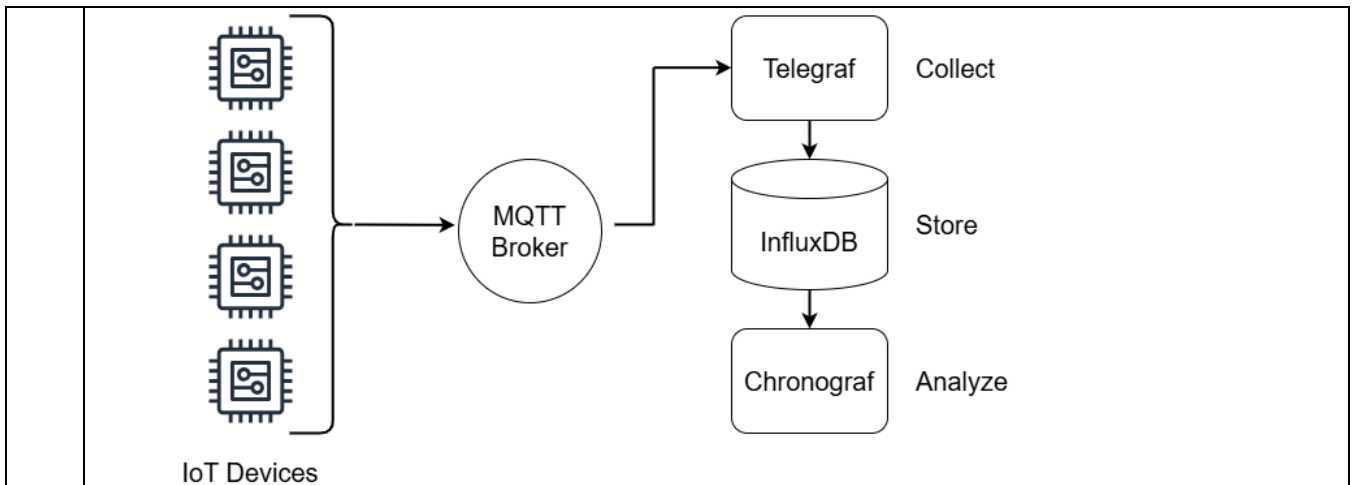 Telegraf
Collect
MQTT
Broker
InfluxDB
Store
Chronograf
Analyze
IoT Devices